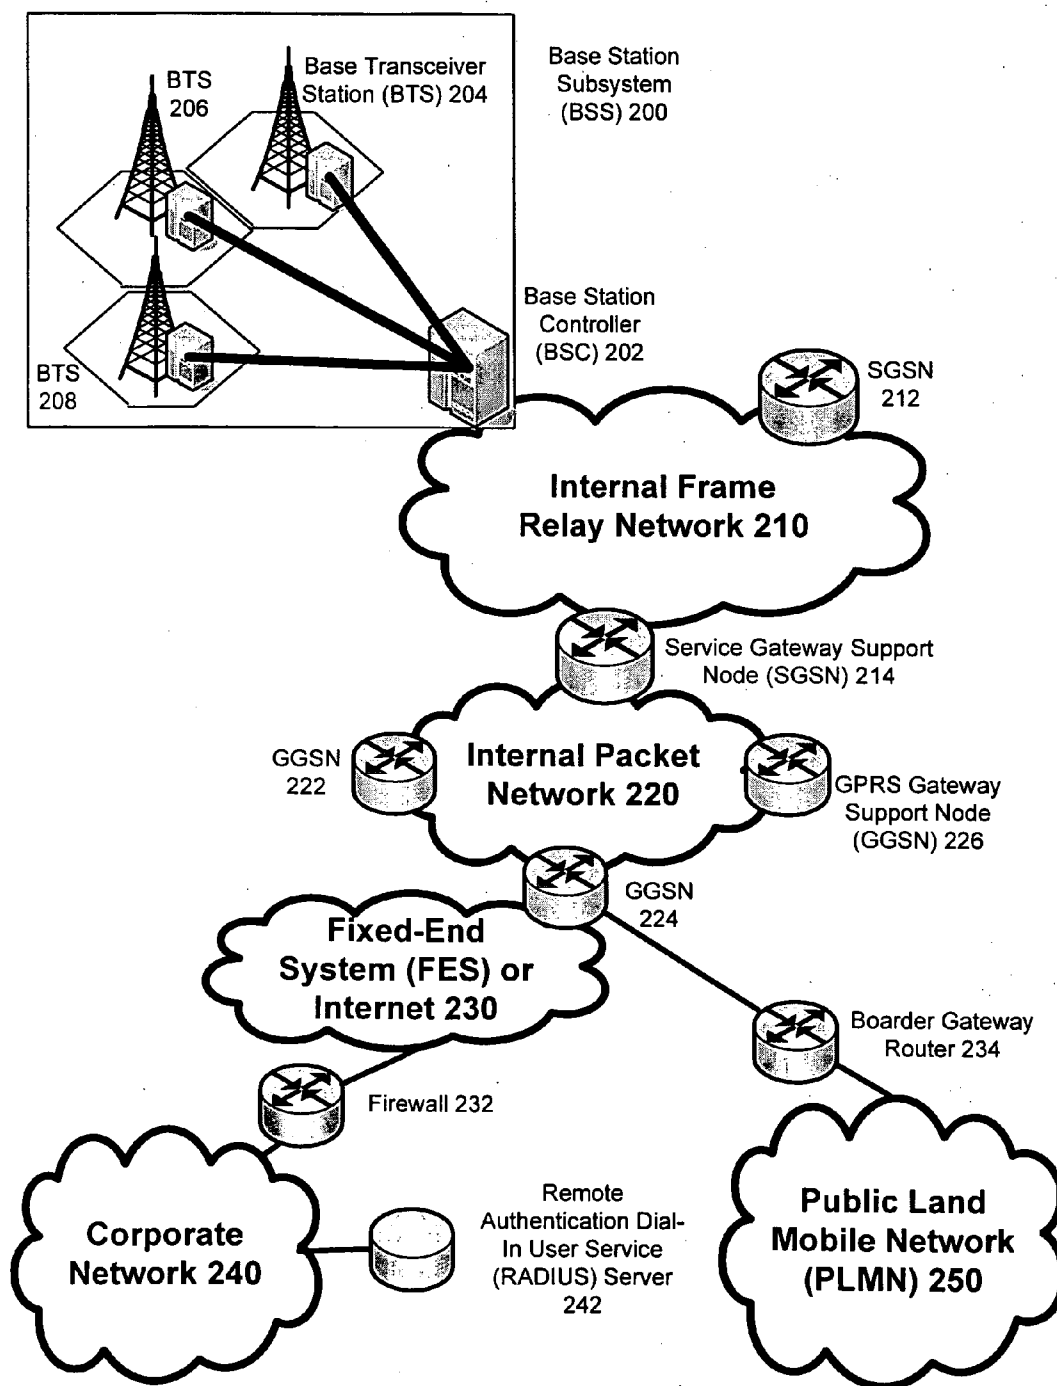 BTS
206
Base Transceiver
Station (BTS) 204
Base Station
Subsystem
(BSS) 200
Base Station
Controller
(BSC) 202
BTS
208
SGSN
212
Internal Frame
Relay Network 210
Service Gateway Support
Node (SGSN) 214
GGSN
222
Internal Packet
Network 220
GPRS Gateway
Support Node
(GGSN) 226
GGSN
224
Fixed-End
System (FES) or
Internet 230
Boarder Gateway
Router 234
Firewall 232
Corporate
Network 240
Remote
Authentication Dial-
In User Service
(RADIUS) Server
242
Public Land
Mobile Network
(PLMN) 250